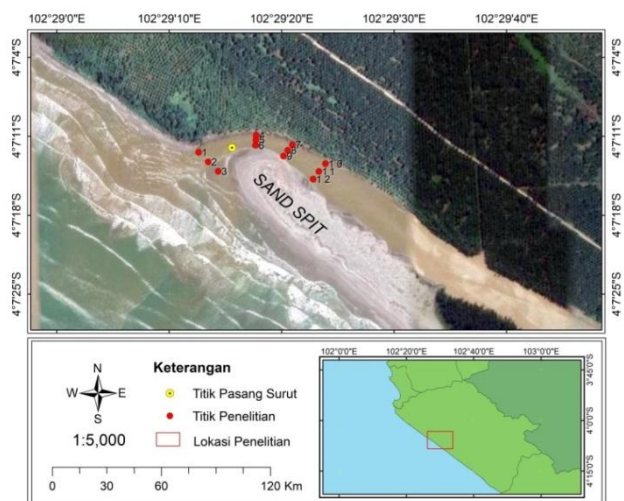 102°29'0"E 102°29'10"E 102°29'20"E 102°29'30"E 102°29'40"E
4°7'4"S
4°7'11"S
4°7'18"S
4°7'25"S
4°7'4"S
4°7'11"S
4°7'18"S
4°7'25"S
1
2
3
6
7
8
9
10
11
12
SAND SPIT
N
W E
S
1:5,000
0 30 60 120 Km
Keterangan
Titik Pasang Surut
Titik Penelitian
Lokasi Penelitian
102°0'0"E 102°20'0"E 102°40'0"E 103°0'0"E
3°45'0"S
4°0'0"S
4°15'0"S